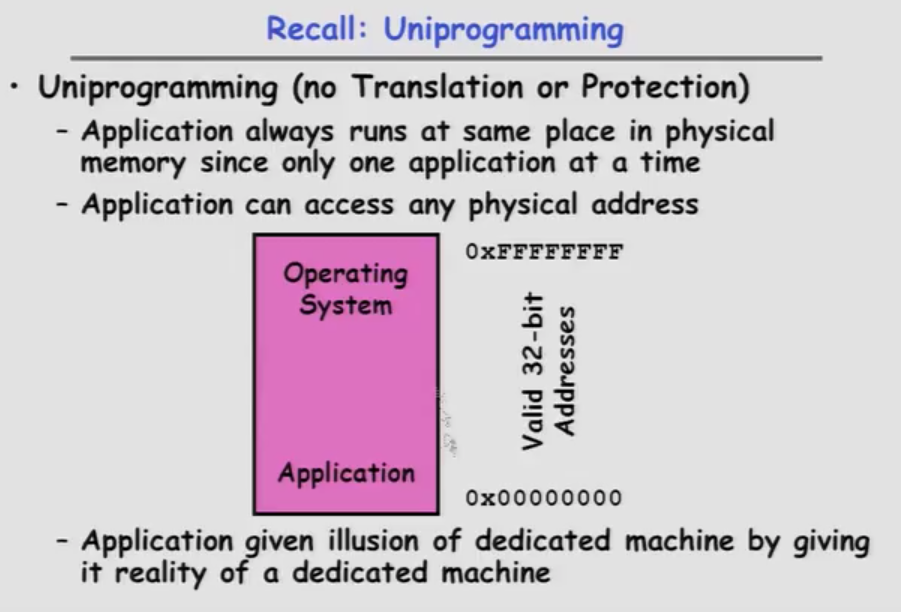 Recall: Uniprogramming
• Uniprogramming (no Translation or Protection)
– Application always runs at same place in physical
memory since only one application at a time
– Application can access any physical address
Operating
System
Application
0xFFFFFFFF
Valid 32-bit
Addresses
0x00000000
– Application given illusion of dedicated machine by giving
it reality of a dedicated machine